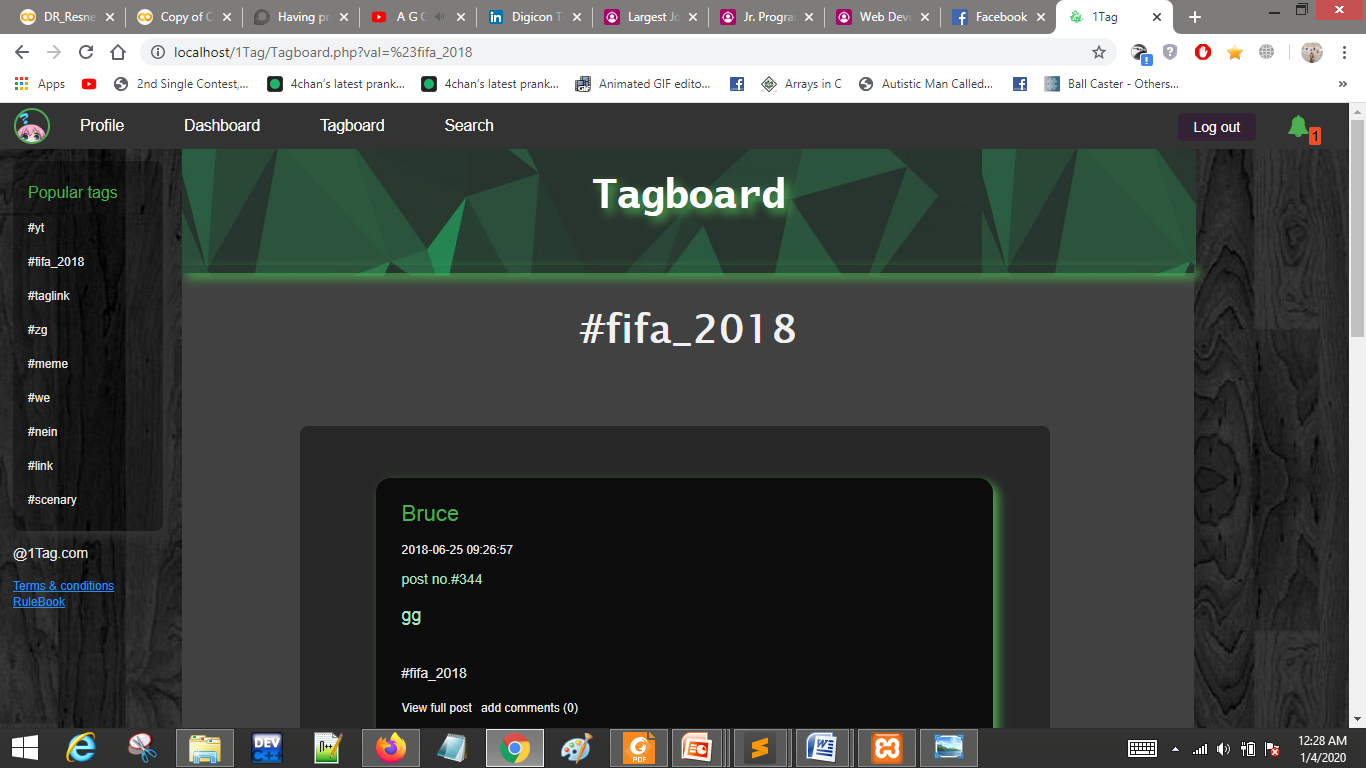 DR_Resne
Copy of C
Having pr
A G C
Digicon T
Largest Jo
Jr. Progra
Web Deve
Facebook
1Tag
localhost/1Tag/Tagboard.php?val=%23fifa_2018
Apps
2nd Single Contest,...
4chan's latest prank...
4chan's latest prank...
Animated GIF edito...
Arrays in C
Autistic Man Called...
Ball Caster - Others...
»
Profile
Dashboard
Tagboard
Search
Log out
1
Popular tags
#yt
#fifa_2018
#taglink
#zg
#meme
#we
#nein
#link
#scenary
@1Tag.com
Terms & conditions
RuleBook
Tagboard
#fifa_2018
Bruce
2018-06-25 09:26:57
post no.#344
gg
#fifa_2018
View full post add comments (0)
DEV
PDF
12:28 AM
1/4/2020